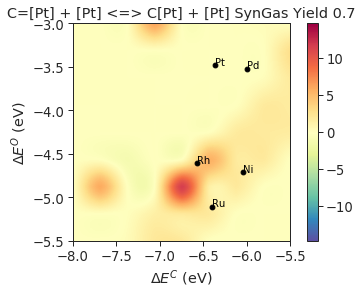 C=[Pt] + [Pt] <=> C[Pt] + [Pt] SynGas Yield 0.7
−3.0
−3.5
−4.0
−4.5
−5.0
−5.5
ΔE^O (eV)
Pt
Pd
Rh
Ni
Ru
−8.0 −7.5 −7.0 −6.5 −6.0 −5.5
ΔE^C (eV)
10
5
0
−5
−10